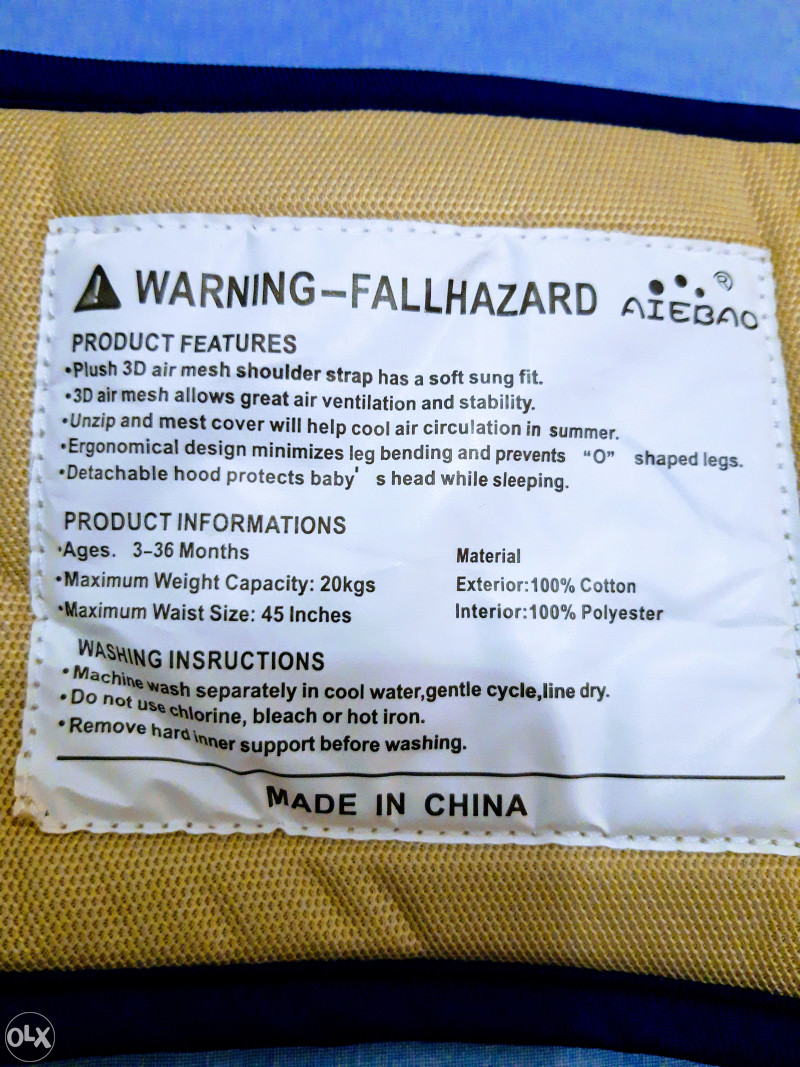 WARNING-FALLHAZARD AIEBAO ®
PRODUCT FEATURES
•Plush 3D air mesh shoulder strap has a soft sung fit.
•3D air mesh allows great air ventilation and stability.
•Unzip and mest cover will help cool air circulation in summer.
•Ergonomical design minimizes leg bending and prevents “O” shaped legs.
•Detachable hood protects baby' s head while sleeping.
PRODUCT INFORMATIONS
•Ages. 3-36 Months
•Maximum Weight Capacity: 20kgs
•Maximum Waist Size: 45 Inches
Material
Exterior:100% Cotton
Interior:100% Polyester
WASHING INSRUCTIONS
•Machine wash separately in cool water,gentle cycle,line dry.
•Do not use chlorine, bleach or hot iron.
•Remove hard inner support before washing.
MADE IN CHINA
OLX